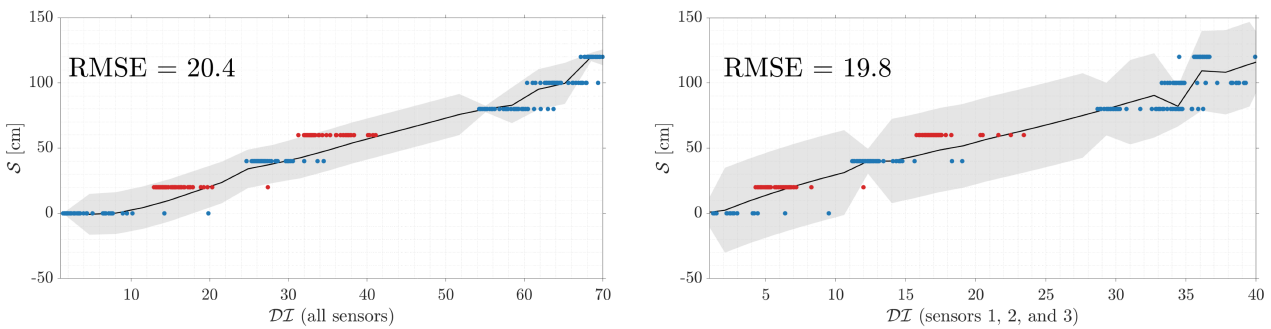 150
100
50
0
-50
S [cm]
RMSE = 20.4
10 20 30 40 50 60 70
DI (all sensors)
150
100
50
0
-50
S [cm]
RMSE = 19.8
5 10 15 20 25 30 35 40
DI (sensors 1, 2, and 3)